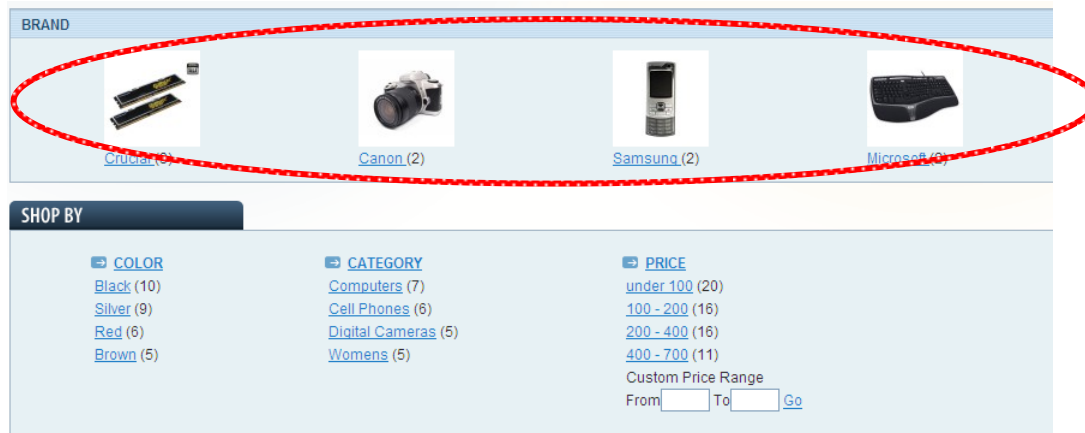 BRAND
Crucial (3)
Canon (2)
Samsung (2)
Microsoft (2)
SHOP BY
COLOR
Black (10)
Silver (9)
Red (6)
Brown (5)
CATEGORY
Computers (7)
Cell Phones (6)
Digital Cameras (5)
Womens (5)
PRICE
under 100 (20)
100 - 200 (16)
200 - 400 (16)
400 - 700 (11)
Custom Price Range
From To Go